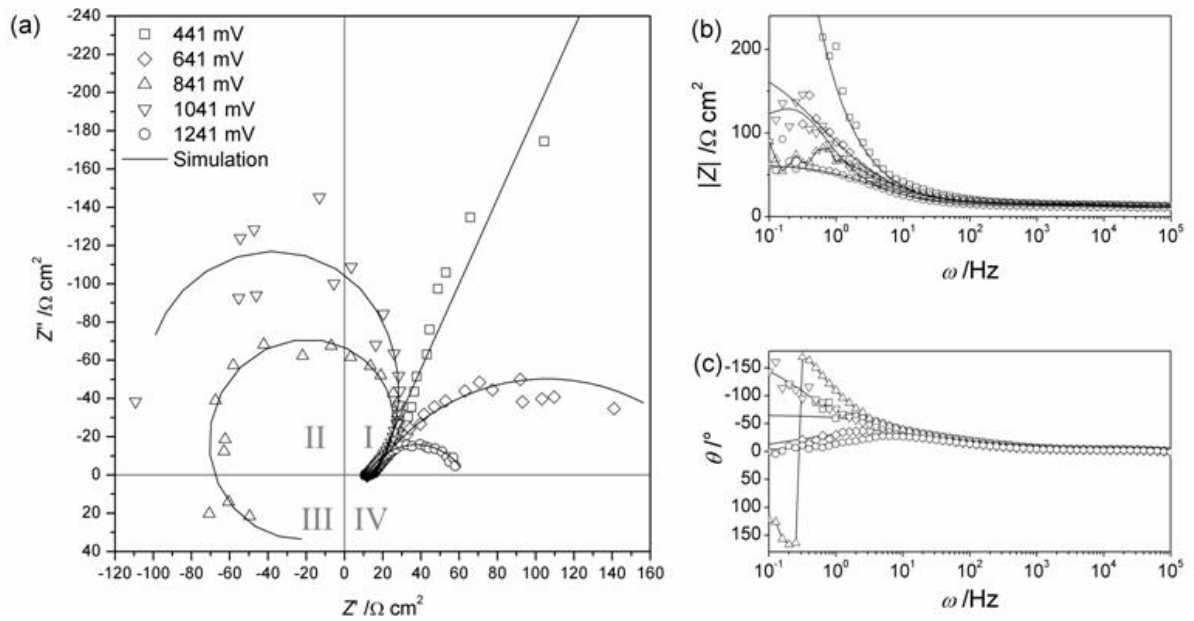 (a)
-240
-220
-200
-180
-160
-140
-120
-100
-80
-60
-40
-20
0
20
40
Z'' /Ω cm²
441 mV
641 mV
841 mV
1041 mV
1241 mV
Simulation
II
I
III
IV
-120 -100 -80 -60 -40 -20 0 20 40 60 80 100 120 140 160
Z' /Ω cm²
(b)
200
100
0
|Z| /Ω cm²
10⁻¹ 10⁰ 10¹ 10² 10³ 10⁴ 10⁵
ω /Hz
(c)
-150
-100
-50
0
50
100
150
θ /°
10⁻¹ 10⁰ 10¹ 10² 10³ 10⁴ 10⁵
ω /Hz